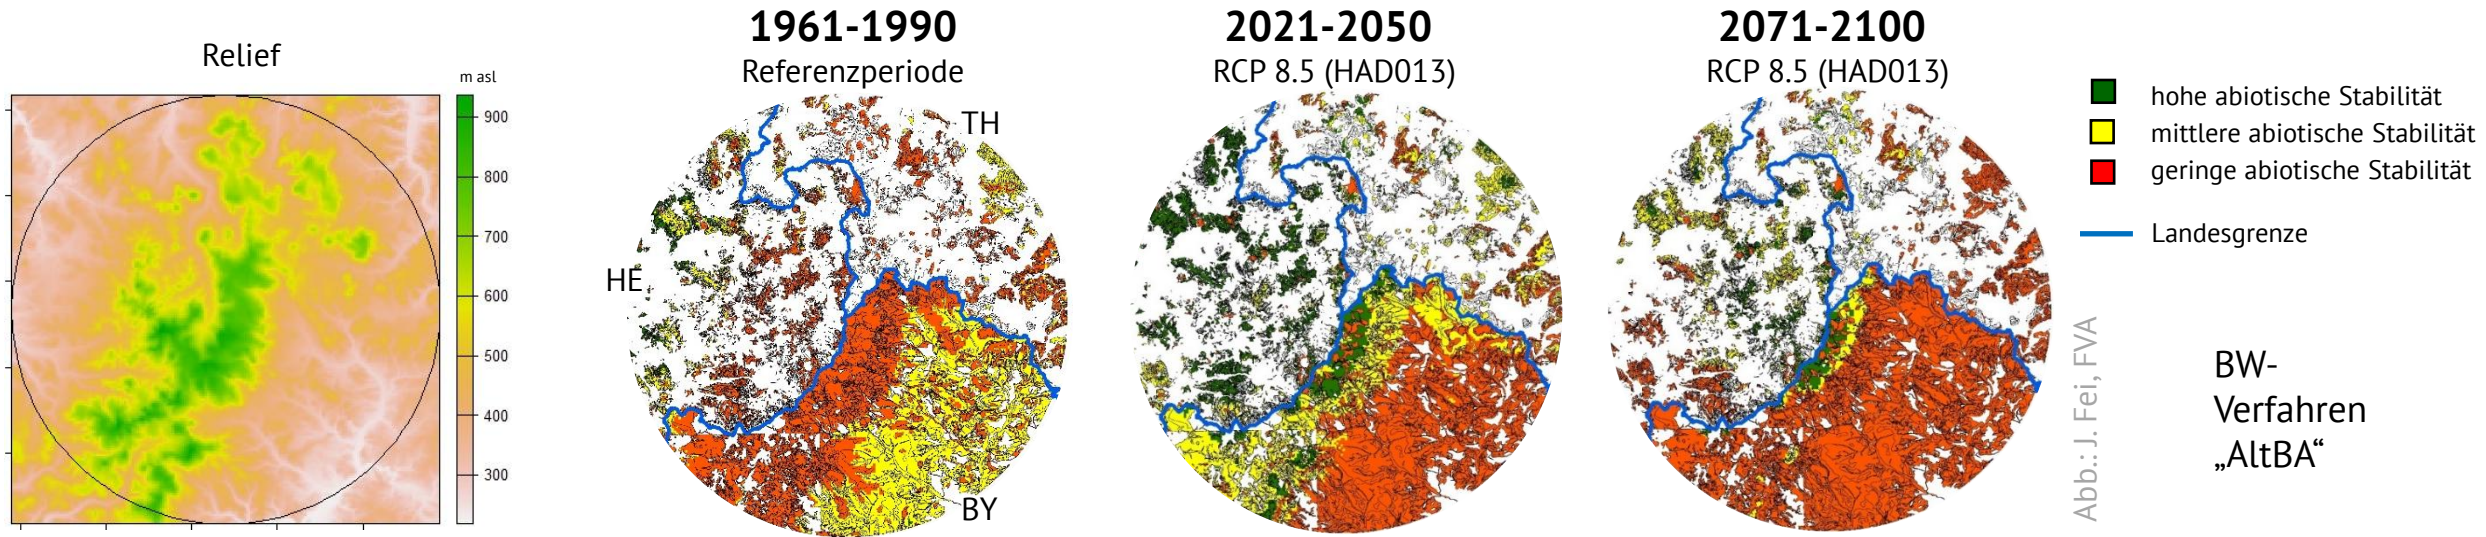 Relief
m asl
900
800
700
600
500
400
300
1961-1990
Referenzperiode
TH
HE
BY
2021-2050
RCP 8.5 (HAD013)
2071-2100
RCP 8.5 (HAD013)
hohe abiotische Stabilität
mittlere abiotische Stabilität
geringe abiotische Stabilität
Landesgrenze
Abb.: J. Fei, FVA
BW-
Verfahren
„AltBA“